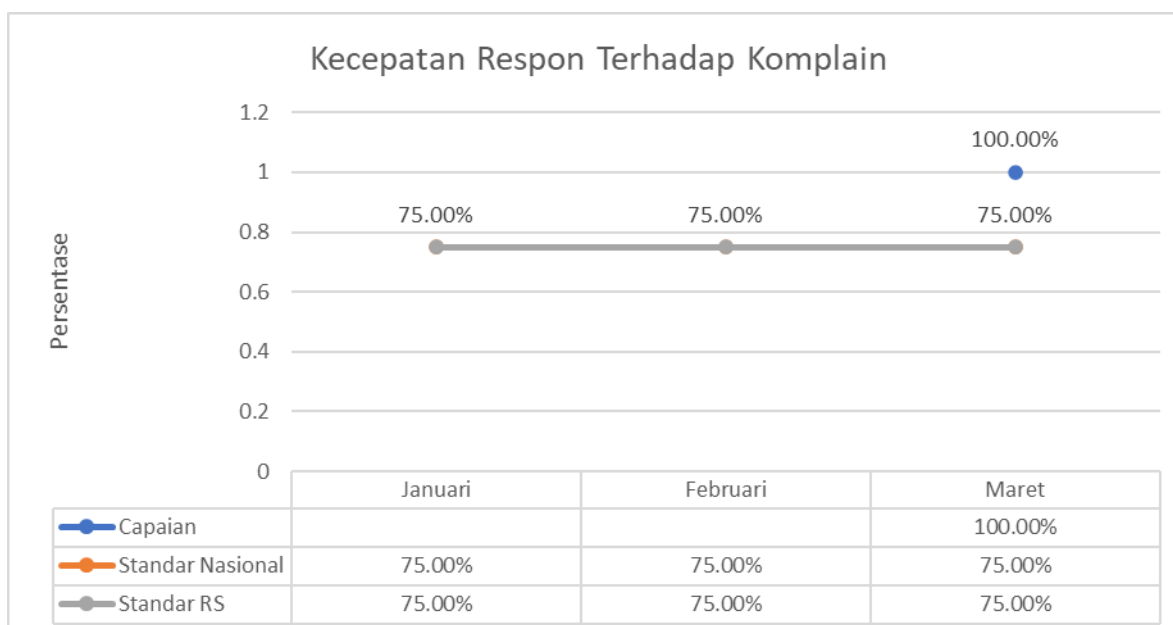 Kecepatan Respon Terhadap Komplain
Persentase
1.2
1
0.8
0.6
0.4
0.2
0
100.00%
75.00% 75.00% 75.00%
Januari Februari Maret
Capaian 100.00%
Standar Nasional 75.00% 75.00% 75.00%
Standar RS 75.00% 75.00% 75.00%